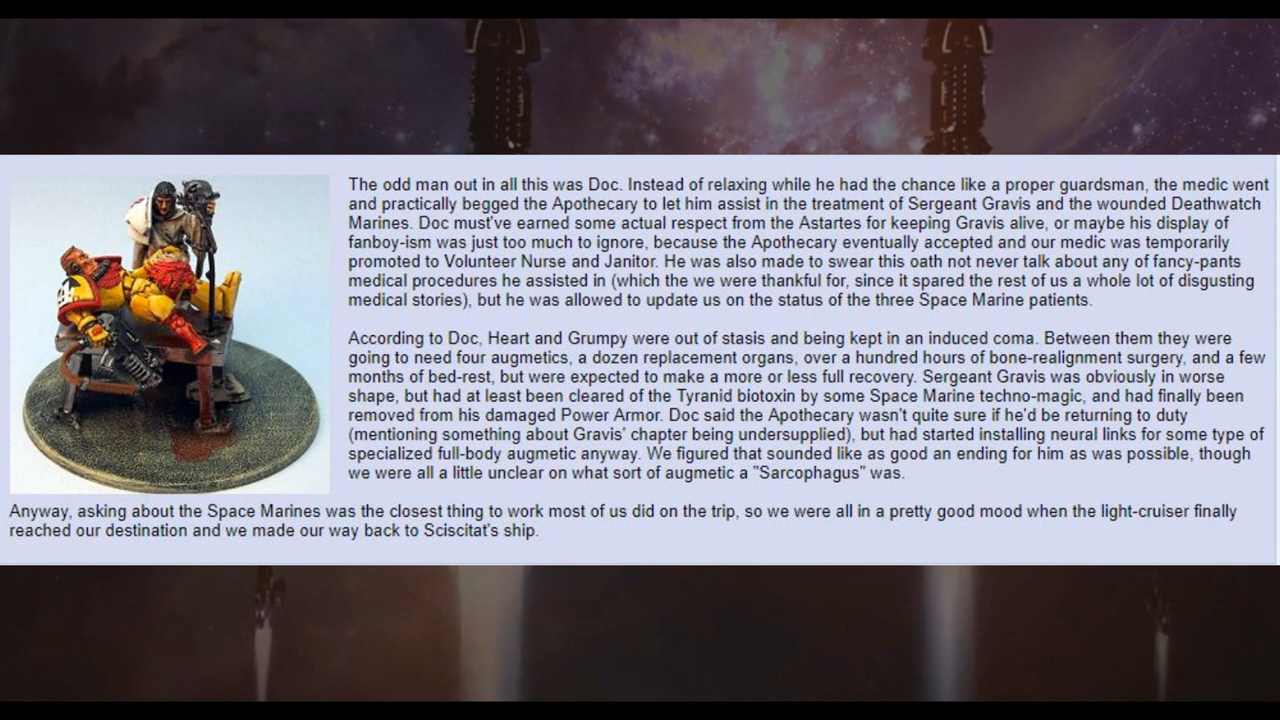 The odd man out in all this was Doc. Instead of relaxing while he had the chance like a proper guardsman, the medic went
and practically begged the Apothecary to let him assist in the treatment of Sergeant Gravis and the wounded Deathwatch
Marines. Doc must've earned some actual respect from the Astartes for keeping Gravis alive, or maybe his display of
fanboy-ism was just too much to ignore, because the Apothecary eventually accepted and our medic was temporarily
promoted to Volunteer Nurse and Janitor. He was also made to swear this oath not never talk about any of fancy-pants
medical procedures he assisted in (which the we were thankful for, since it spared the rest of us a whole lot of disgusting
medical stories), but he was allowed to update us on the status of the three Space Marine patients.
According to Doc, Heart and Grumpy were out of stasis and being kept in an induced coma. Between them they were
going to need four augmetics, a dozen replacement organs, over a hundred hours of bone-realignment surgery, and a few
months of bed-rest, but were expected to make a more or less full recovery. Sergeant Gravis was obviously in worse
shape, but had at least been cleared of the Tyranid biotoxin by some Space Marine techno-magic, and had finally been
removed from his damaged Power Armor. Doc said the Apothecary wasn't quite sure if he'd be returning to duty
(mentioning something about Gravis' chapter being undersupplied), but had started installing neural links for some type of
specialized full-body augmetic anyway. We figured that sounded like as good an ending for him as was possible, though
we were all a little unclear on what sort of augmetic a "Sarcophagus" was.
Anyway, asking about the Space Marines was the closest thing to work most of us did on the trip, so we were all in a pretty good mood when the light-cruiser finally
reached our destination and we made our way back to Sciscitat's ship.